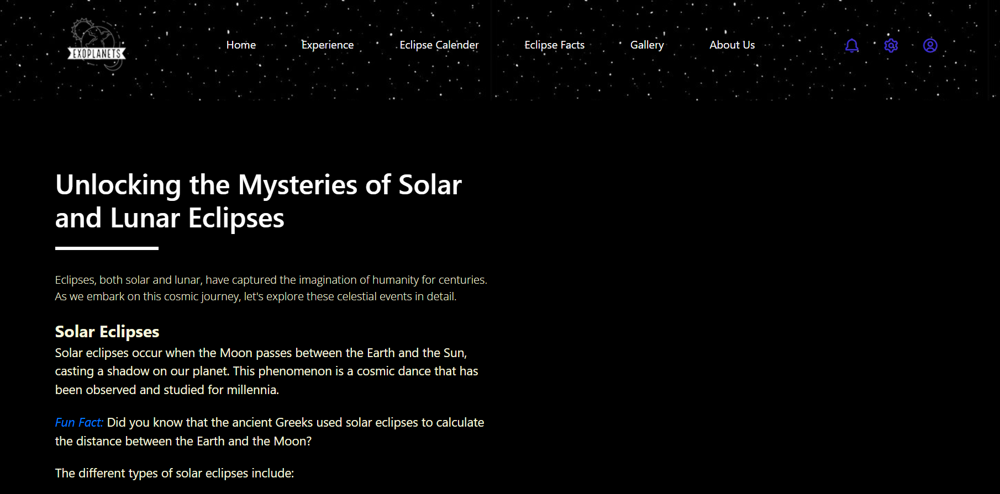 EXOPLANETS
Home Experience Eclipse Calender Eclipse Facts Gallery About Us
Unlocking the Mysteries of Solar
and Lunar Eclipses
Eclipses, both solar and lunar, have captured the imagination of humanity for centuries.
As we embark on this cosmic journey, let's explore these celestial events in detail.
Solar Eclipses
Solar eclipses occur when the Moon passes between the Earth and the Sun,
casting a shadow on our planet. This phenomenon is a cosmic dance that has
been observed and studied for millennia.
Fun Fact: Did you know that the ancient Greeks used solar eclipses to calculate
the distance between the Earth and the Moon?
The different types of solar eclipses include: